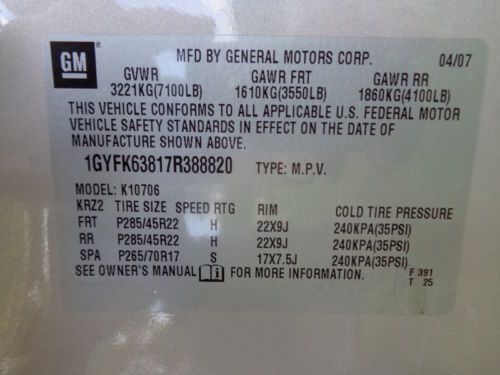 GM MFD BY GENERAL MOTORS CORP. 04/07
GVWR GAWR FRT GAWR RR
3221KG(7100LB) 1610KG(3550LB) 1860KG(4100LB)
THIS VEHICLE CONFORMS TO ALL APPLICABLE U.S. FEDERAL MOTOR
VEHICLE SAFETY STANDARDS IN EFFECT ON THE DATE OF
MANUFACTURE SHOWN ABOVE.
1GYFK63817R388820 TYPE: M.P.V.
MODEL: K10706
KRZ2 TIRE SIZE SPEED RTG RIM COLD TIRE PRESSURE
FRT P285/45R22 H 22X9J 240KPA(35PSI)
RR P285/45R22 H 22X9J 240KPA(35PSI)
SPA P265/70R17 S 17X7.5J 240KPA(35PSI)
SEE OWNER'S MANUAL FOR MORE INFORMATION. F 391
T 25